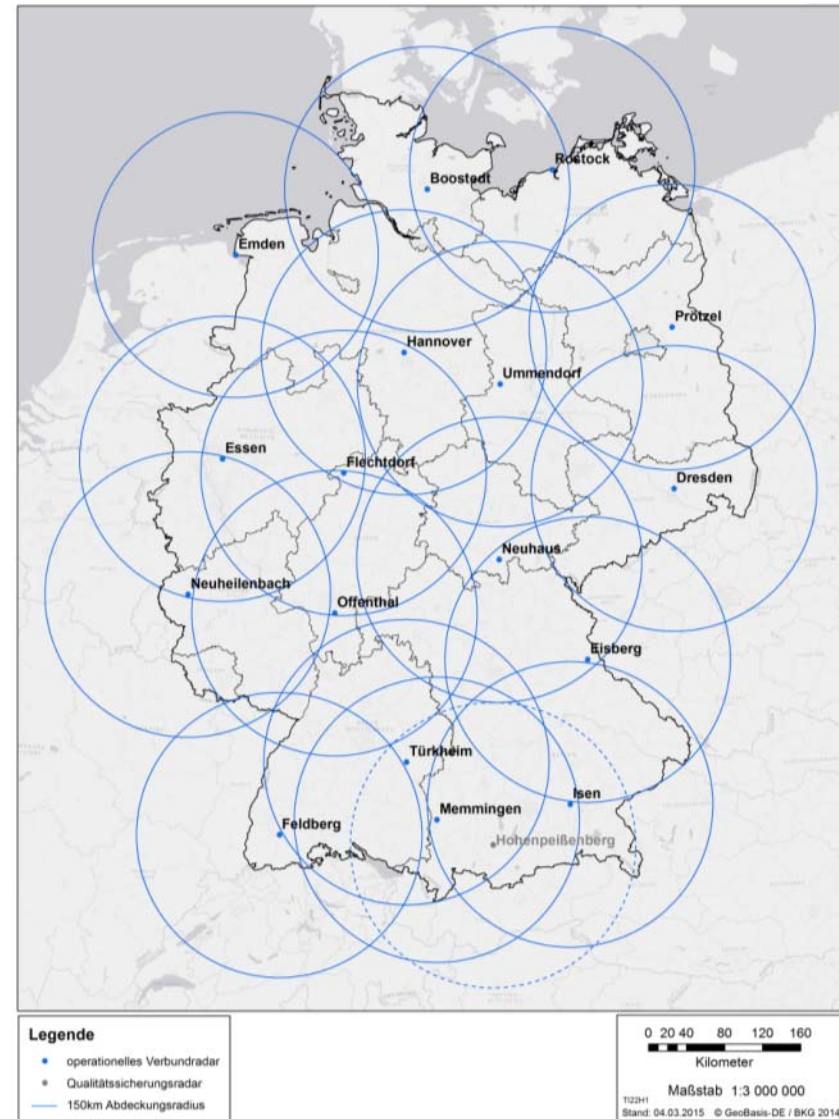 Rostock
Boostedt
Emden
Prötzel
Hannover
Ummendorf
Essen
Flechtdorf
Dresden
Neuhaus
Neuheilenbach
Offenthal
Eisberg
Türkheim
Isen
Memmingen
Feldberg
Hohenpeißenberg
Legende
operationelles Verbundradar
Qualitätssicherungsradar
150km Abdeckungsradius
0 20 40 80 120 160
Kilometer
Maßstab 1:3 000 000
TI22H1
Stand: 04.03.2015 © GeoBasis-DE / BKG 2014